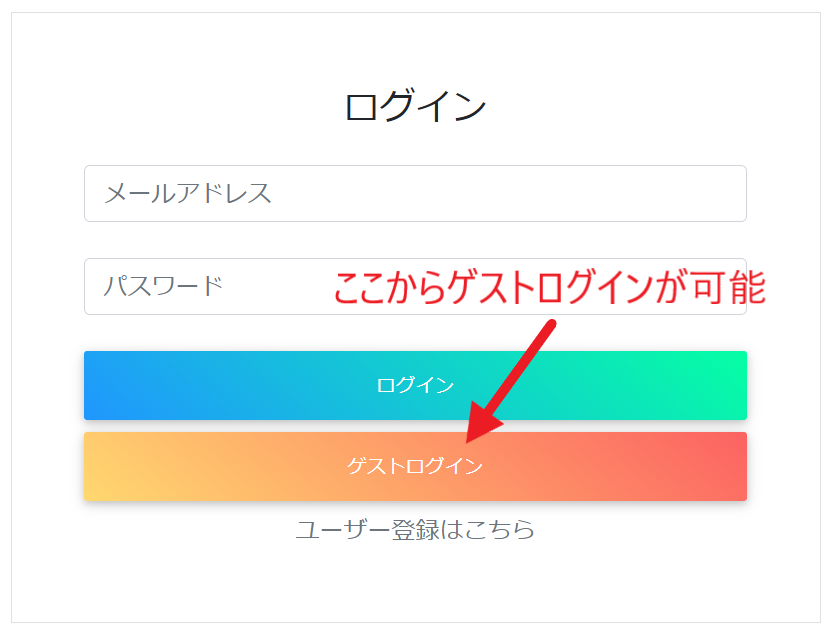 ログイン
メールアドレス
パスワード
ここからゲストログインが可能
ログイン
ゲストログイン
ユーザー登録はこちら